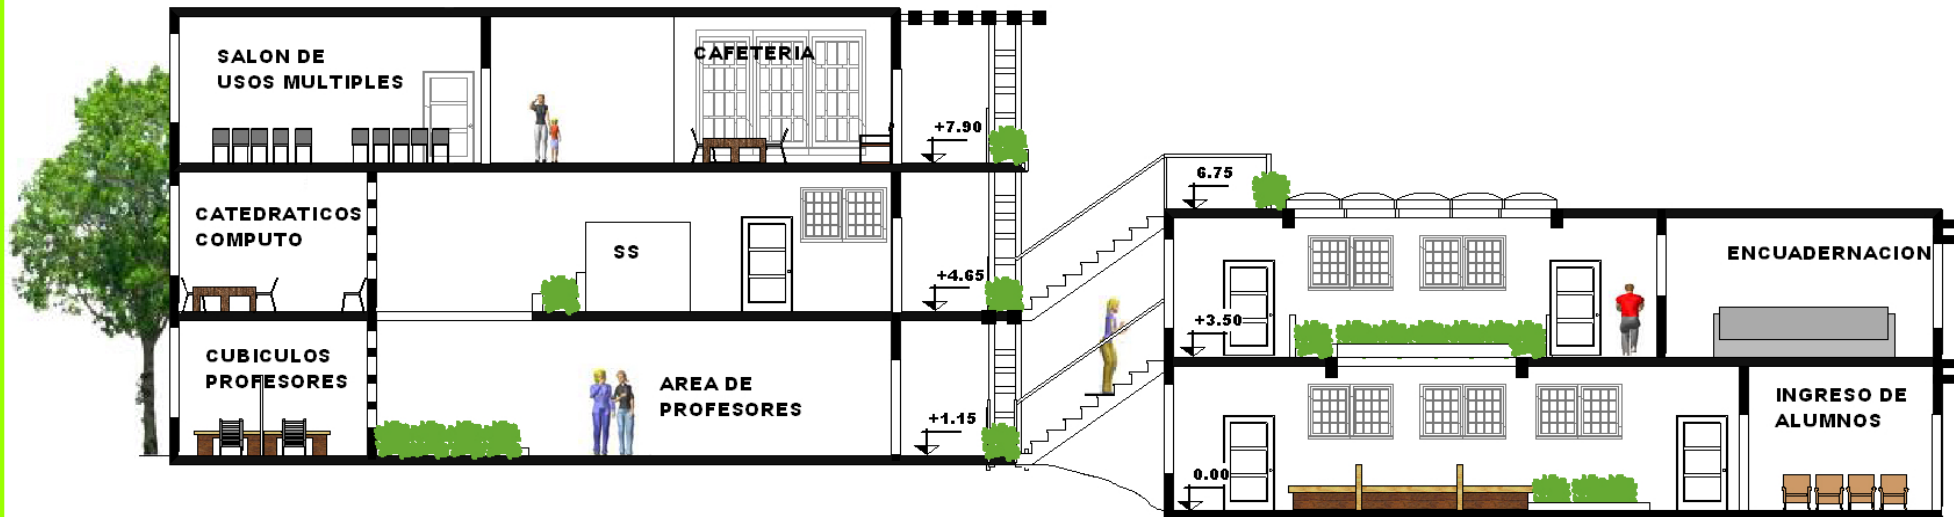 SALON DE
USOS MULTIPLES
CAFETERIA
+7.90
CATEDRATICOS
COMPUTO
SS
+4.65
CUBICULOS
PROFESORES
AREA DE
PROFESORES
+1.15
6.75
ENCUADERNACION
+3.50
INGRESO DE
ALUMNOS
0.00